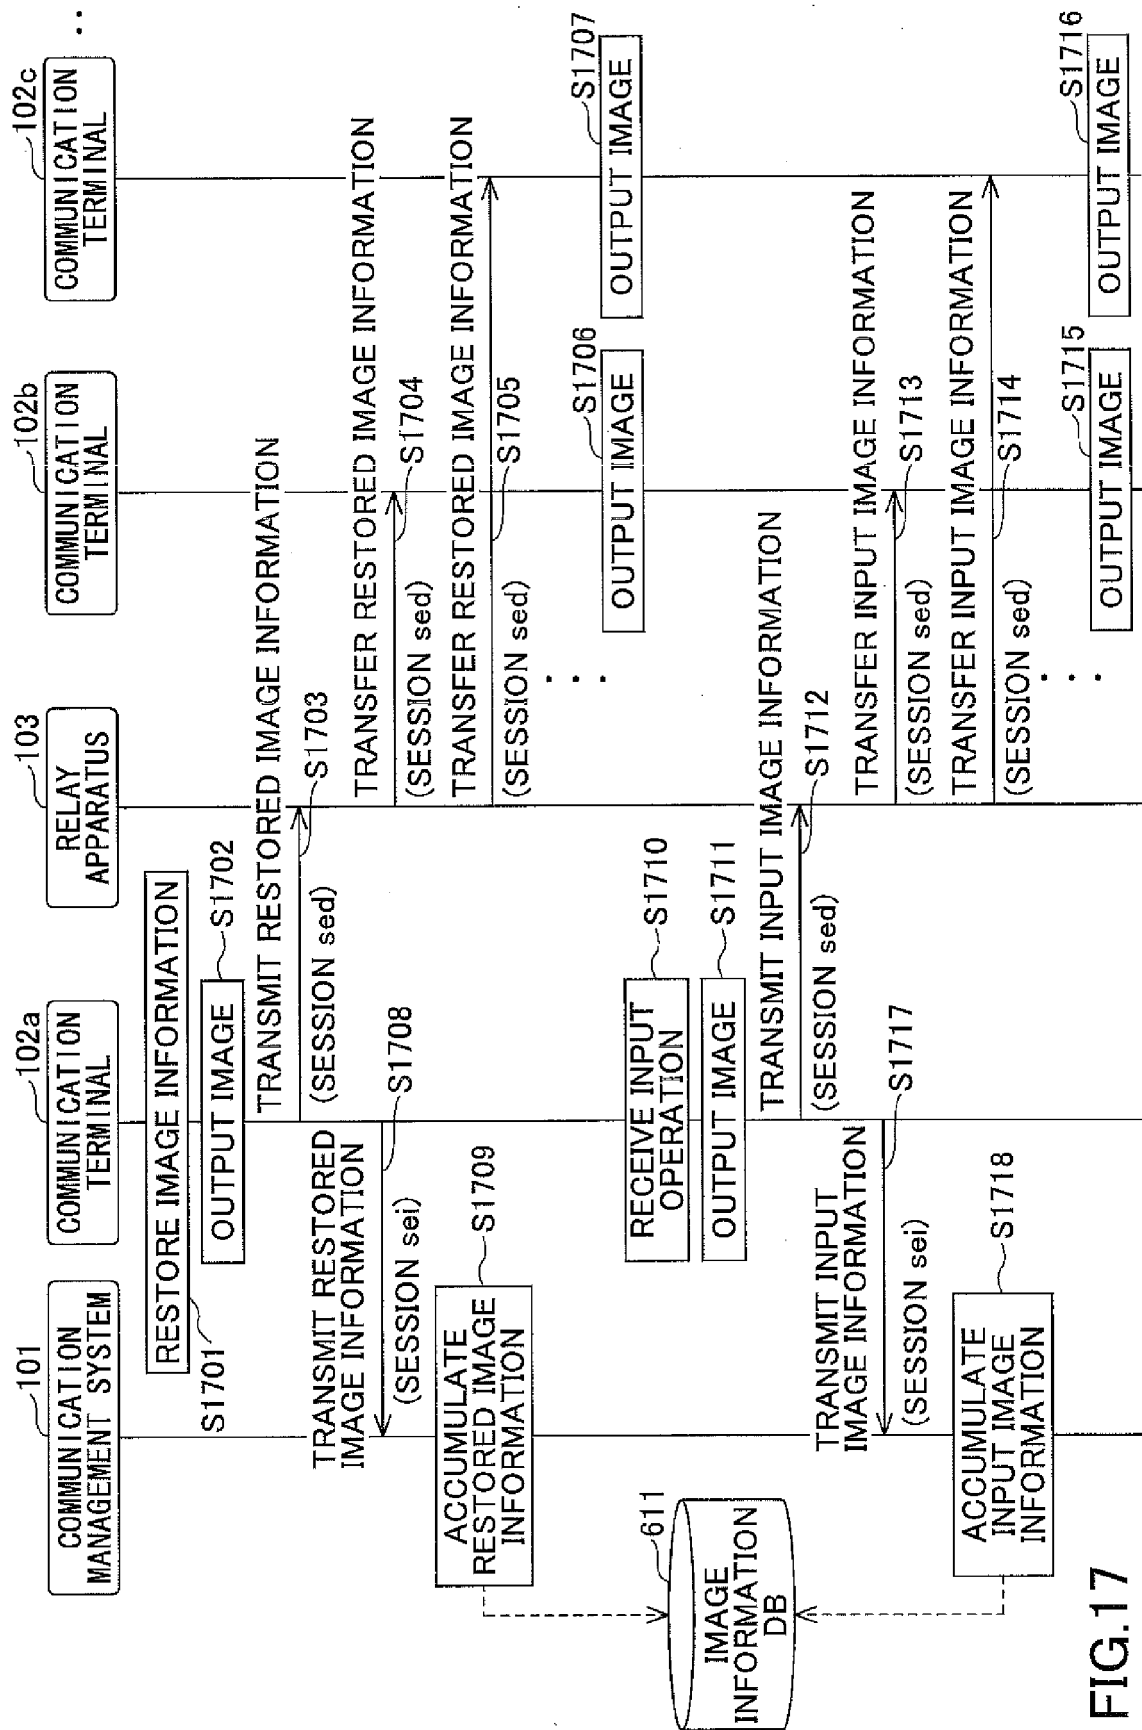 101
COMMUNICATION
MANAGEMENT SYSTEM
102a
COMMUNICATION
TERMINAL
103
RELAY
APPARATUS
102b
COMMUNICATION
TERMINAL
102c
COMMUNICATION
TERMINAL
S1701
RESTORE IMAGE INFORMATION
OUTPUT IMAGE
S1702
TRANSMIT RESTORED IMAGE INFORMATION
(SESSION sed)
S1703
TRANSFER RESTORED IMAGE INFORMATION
(SESSION sed)
S1704
TRANSFER RESTORED IMAGE INFORMATION
(SESSION sed)
S1705
OUTPUT IMAGE
S1706
OUTPUT IMAGE
S1707
TRANSMIT RESTORED
IMAGE INFORMATION
(SESSION sei)
S1708
ACCUMULATE
RESTORED IMAGE
INFORMATION
S1709
611
IMAGE
INFORMATION
DB
RECEIVE INPUT
OPERATION
S1710
OUTPUT IMAGE
S1711
TRANSMIT INPUT IMAGE INFORMATION
(SESSION sed)
S1712
TRANSFER INPUT IMAGE INFORMATION
(SESSION sed)
S1713
TRANSFER INPUT IMAGE INFORMATION
(SESSION sed)
S1714
OUTPUT IMAGE
S1715
OUTPUT IMAGE
S1716
TRANSMIT INPUT
IMAGE INFORMATION
(SESSION sei)
S1717
ACCUMULATE
INPUT IMAGE
INFORMATION
S1718
FIG.17